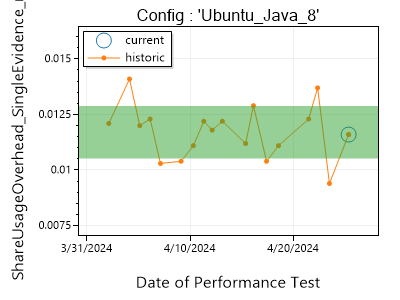 Config : 'Ubuntu_Java_8'
current
historic
0.015
0.0125
0.01
0.0075
3/31/2024
4/10/2024
4/20/2024
ShareUsageOverhead_SingleEvidence_
Date of Performance Test